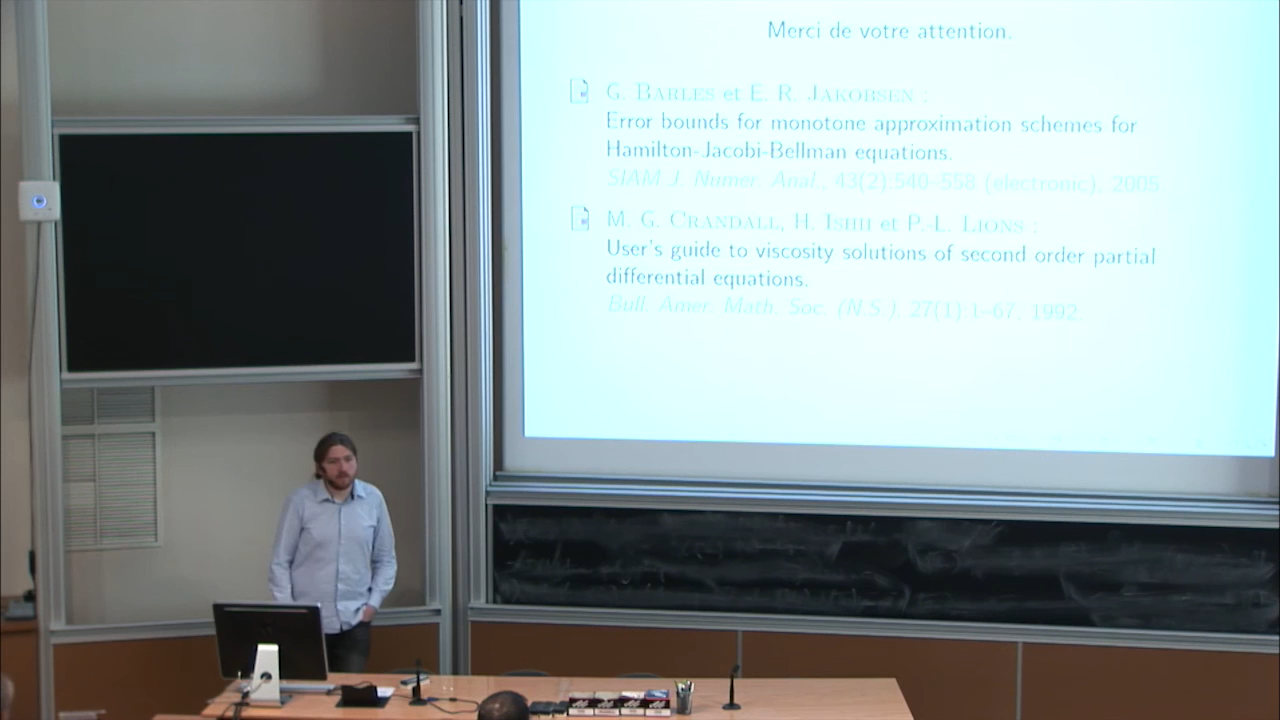 Merci de votre attention.
G. BARLES et E. R. JAKOBSEN :
Error bounds for monotone approximation schemes for
Hamilton-Jacobi-Bellman equations.
SIAM J. Numer. Anal., 43(2):540–558 (electronic), 2005
M. G. CRANDALL, H. ISHII et P.-L. LIONS :
User's guide to viscosity solutions of second order partial
differential equations.
Bull. Amer. Math. Soc. (N.S.), 27(1):1–67, 1992